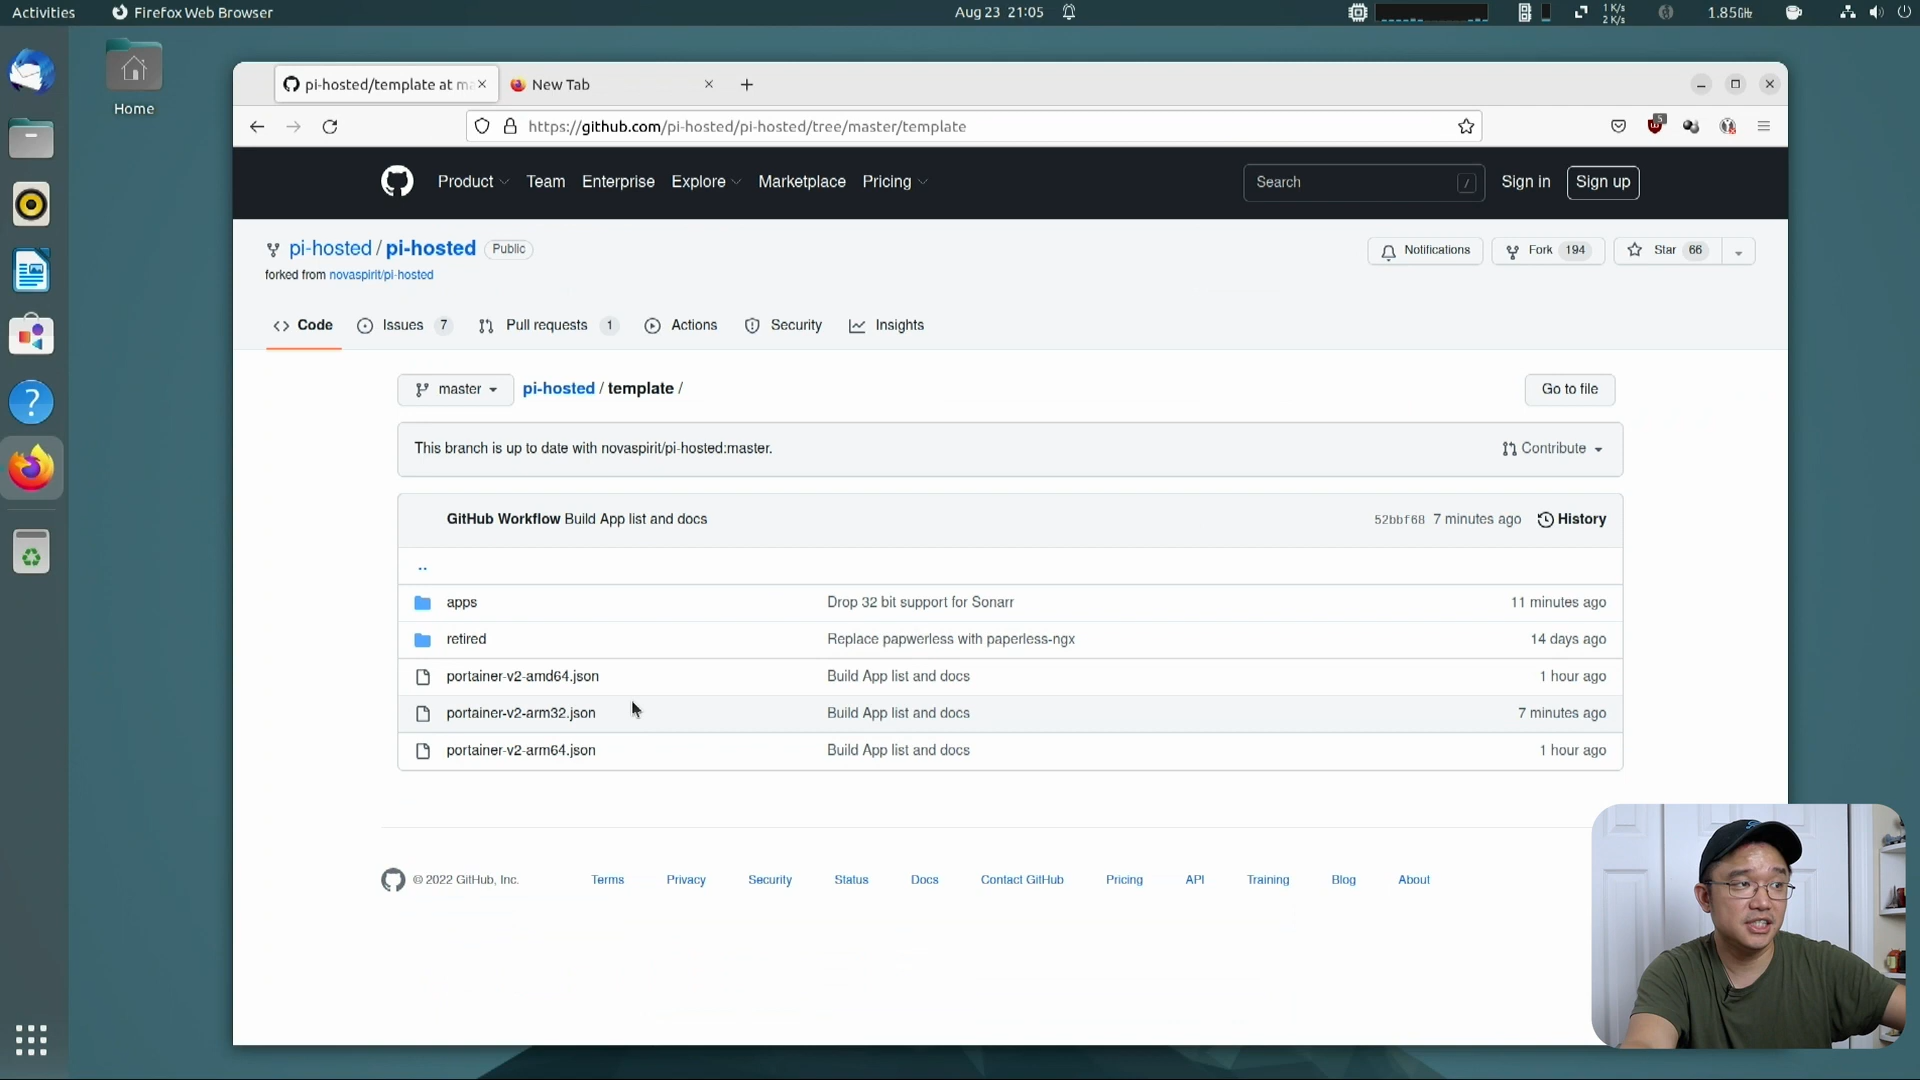 Activities
Firefox Web Browser
Aug 23 21:05
1 K/s
2 K/s
1.85GHz
Home
pi-hosted/template at ma
New Tab
https://github.com/pi-hosted/pi-hosted/tree/master/template
5
Product
Team
Enterprise
Explore
Marketplace
Pricing
Search
/
Sign in
Sign up
pi-hosted / pi-hosted
Public
forked from novaspirit/pi-hosted
Notifications
Fork 194
Star 66
Code
Issues 7
Pull requests 1
Actions
Security
Insights
master
pi-hosted / template /
Go to file
This branch is up to date with novaspirit/pi-hosted:master.
Contribute
GitHub Workflow Build App list and docs
52bbf68 7 minutes ago
History
..
apps Drop 32 bit support for Sonarr 11 minutes ago
retired Replace papwerless with paperless-ngx 14 days ago
portainer-v2-amd64.json Build App list and docs 1 hour ago
portainer-v2-arm32.json Build App list and docs 7 minutes ago
portainer-v2-arm64.json Build App list and docs 1 hour ago
© 2022 GitHub, Inc.
Terms
Privacy
Security
Status
Docs
Contact GitHub
Pricing
API
Training
Blog
About